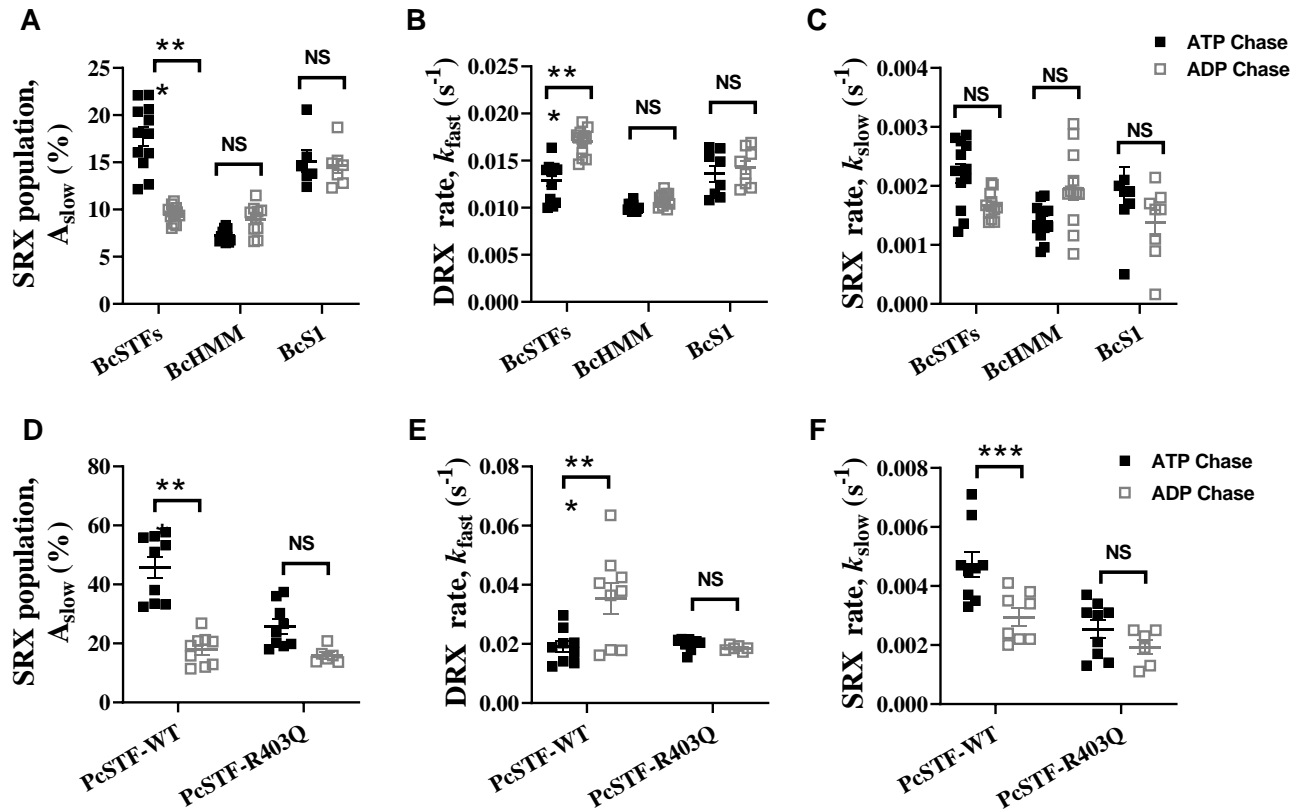 A
SRX population,
A_slow (%)
25
20
15
10
5
0
**
*
NS
NS
BcSTFs
BcHMM
BcS1
B
DRX rate, k_fast (s^-1)
0.025
0.020
0.015
0.010
0.005
0.000
**
*
NS
NS
BcSTFs
BcHMM
BcS1
C
SRX rate, k_slow (s^-1)
0.004
0.003
0.002
0.001
0.000
NS
NS
NS
BcSTFs
BcHMM
BcS1
ATP Chase
ADP Chase
D
SRX population,
A_slow (%)
80
60
40
20
0
**
*
NS
PcSTF-WT
PcSTF-R403Q
E
DRX rate, k_fast (s^-1)
0.08
0.06
0.04
0.02
0.00
**
*
NS
PcSTF-WT
PcSTF-R403Q
F
SRX rate, k_slow (s^-1)
0.008
0.006
0.004
0.002
0.000
***
NS
PcSTF-WT
PcSTF-R403Q
ATP Chase
ADP Chase